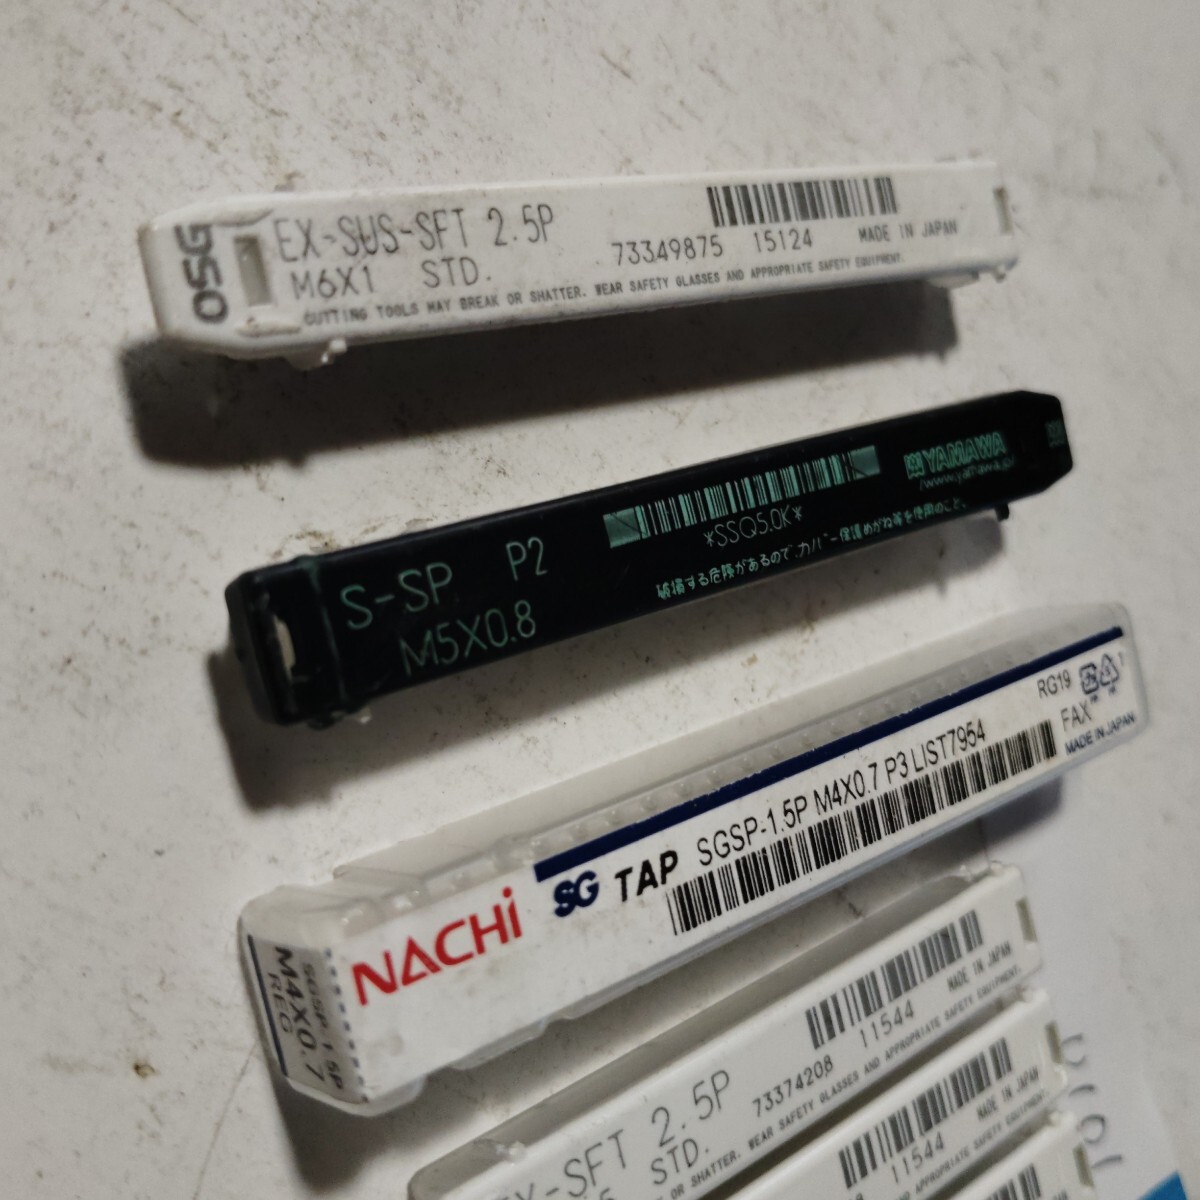 OSG
EX-SUS-SFT 2.5P
M6X1 STD. 73349875 15124 MADE IN JAPAN
CUTTING TOOLS MAY BREAK OR SHATTER. WEAR SAFETY GLASSES AND APPROPRIATE SAFETY EQUIPMENT.
S-SP P2
M5X0.8
*SSQ5.0K*
YAMAWA
/www.yamawa.jp/
破損する危険があるので、カバー保護めがね等を使用のこと、
NACHi
SG TAP SGSP-1.5P M4X0.7 P3 LIST7954
RG19
FAX
MADE IN JAPAN
SGSP 1.5P
M4X0.7
REG
EX-SFT 2.5P
STD. 73374208 11544 MADE IN JAPAN
OR SHATTER. WEAR SAFETY GLASSES AND APPROPRIATE SAFETY EQUIPMENT.
11544 MADE IN JAPAN
AND APPROPRIATE SAFETY EQUIPMENT.